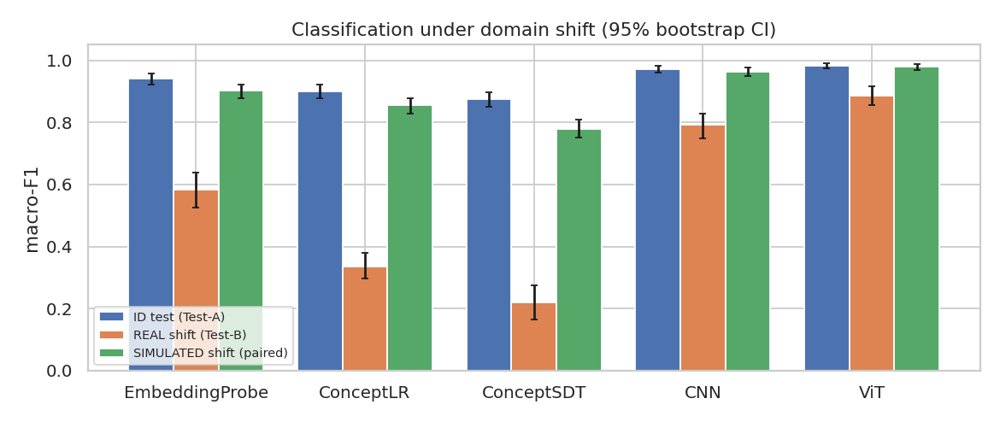 Classification under domain shift (95% bootstrap CI)
macro-F1
1.0
0.8
0.6
0.4
0.2
0.0
ID test (Test-A)
REAL shift (Test-B)
SIMULATED shift (paired)
EmbeddingProbe ConceptLR ConceptSDT CNN ViT